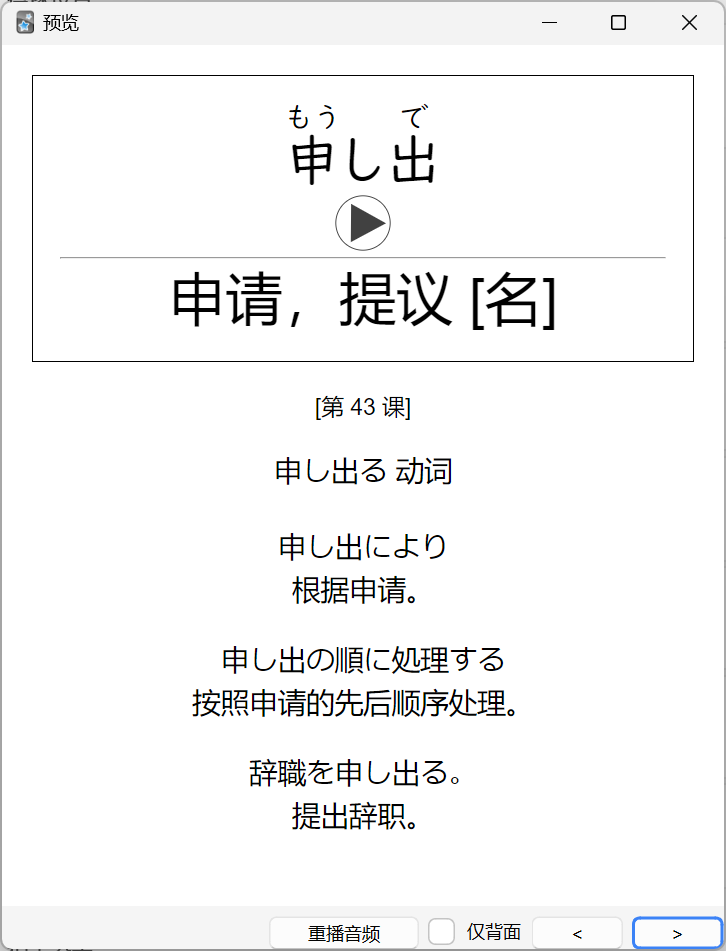 预览
もう で
申し出
申请，提议 [名]
[第 43 课]
申し出る 动词
申し出により
根据申请。
申し出の順に処理する
按照申请的先后顺序处理。
辞職を申し出る。
提出辞职。
重播音频 仅背面 < >